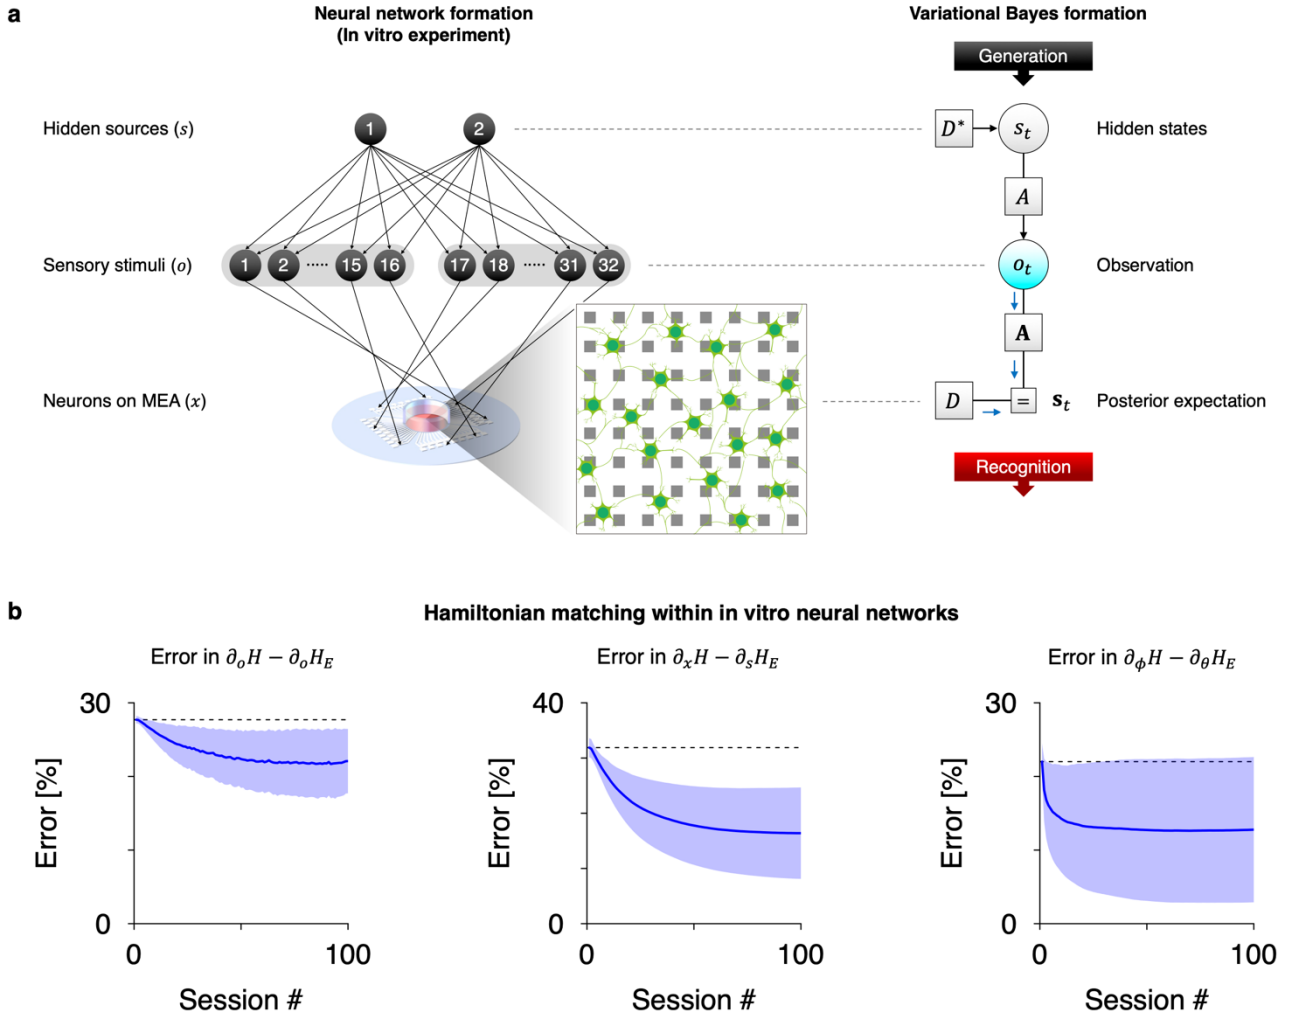 a
Neural network formation
(In vitro experiment)
Variational Bayes formation
Generation
Hidden sources (s)
1 2
D* s_t
Hidden states
A
Sensory stimuli (o)
1 2 ····· 15 16 17 18 ····· 31 32
o_t
Observation
A
Neurons on MEA (x)
D = s_t
Posterior expectation
Recognition
b
Hamiltonian matching within in vitro neural networks
Error in ∂_oH − ∂_oH_E
Error in ∂_xH − ∂_sH_E
Error in ∂_ϕH − ∂_θH_E
30
Error [%]
0
0 100
Session #
40
Error [%]
0
0 100
Session #
30
Error [%]
0
0 100
Session #